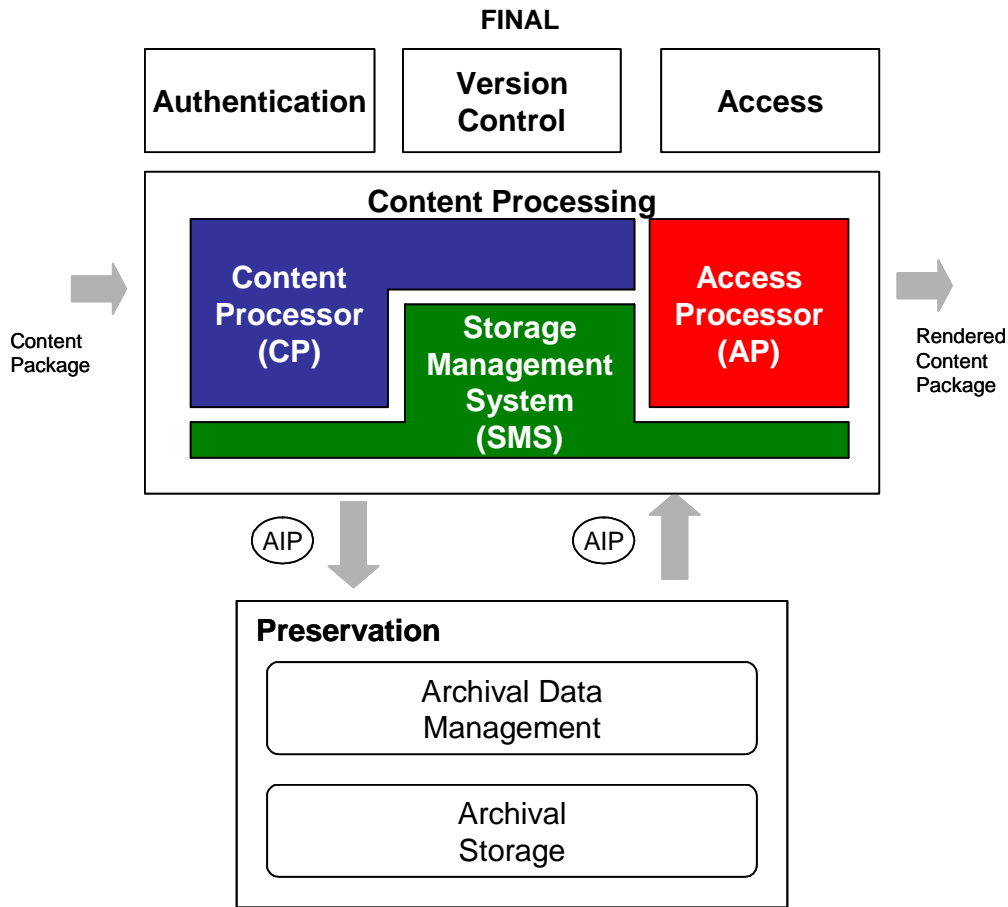 FINAL
Authentication
Version
Control
Access
Content Processing
Content
Processor
(CP)
Storage
Management
System
(SMS)
Access
Processor
(AP)
Content
Package
Rendered
Content
Package
AIP
AIP
Preservation
Archival Data
Management
Archival
Storage